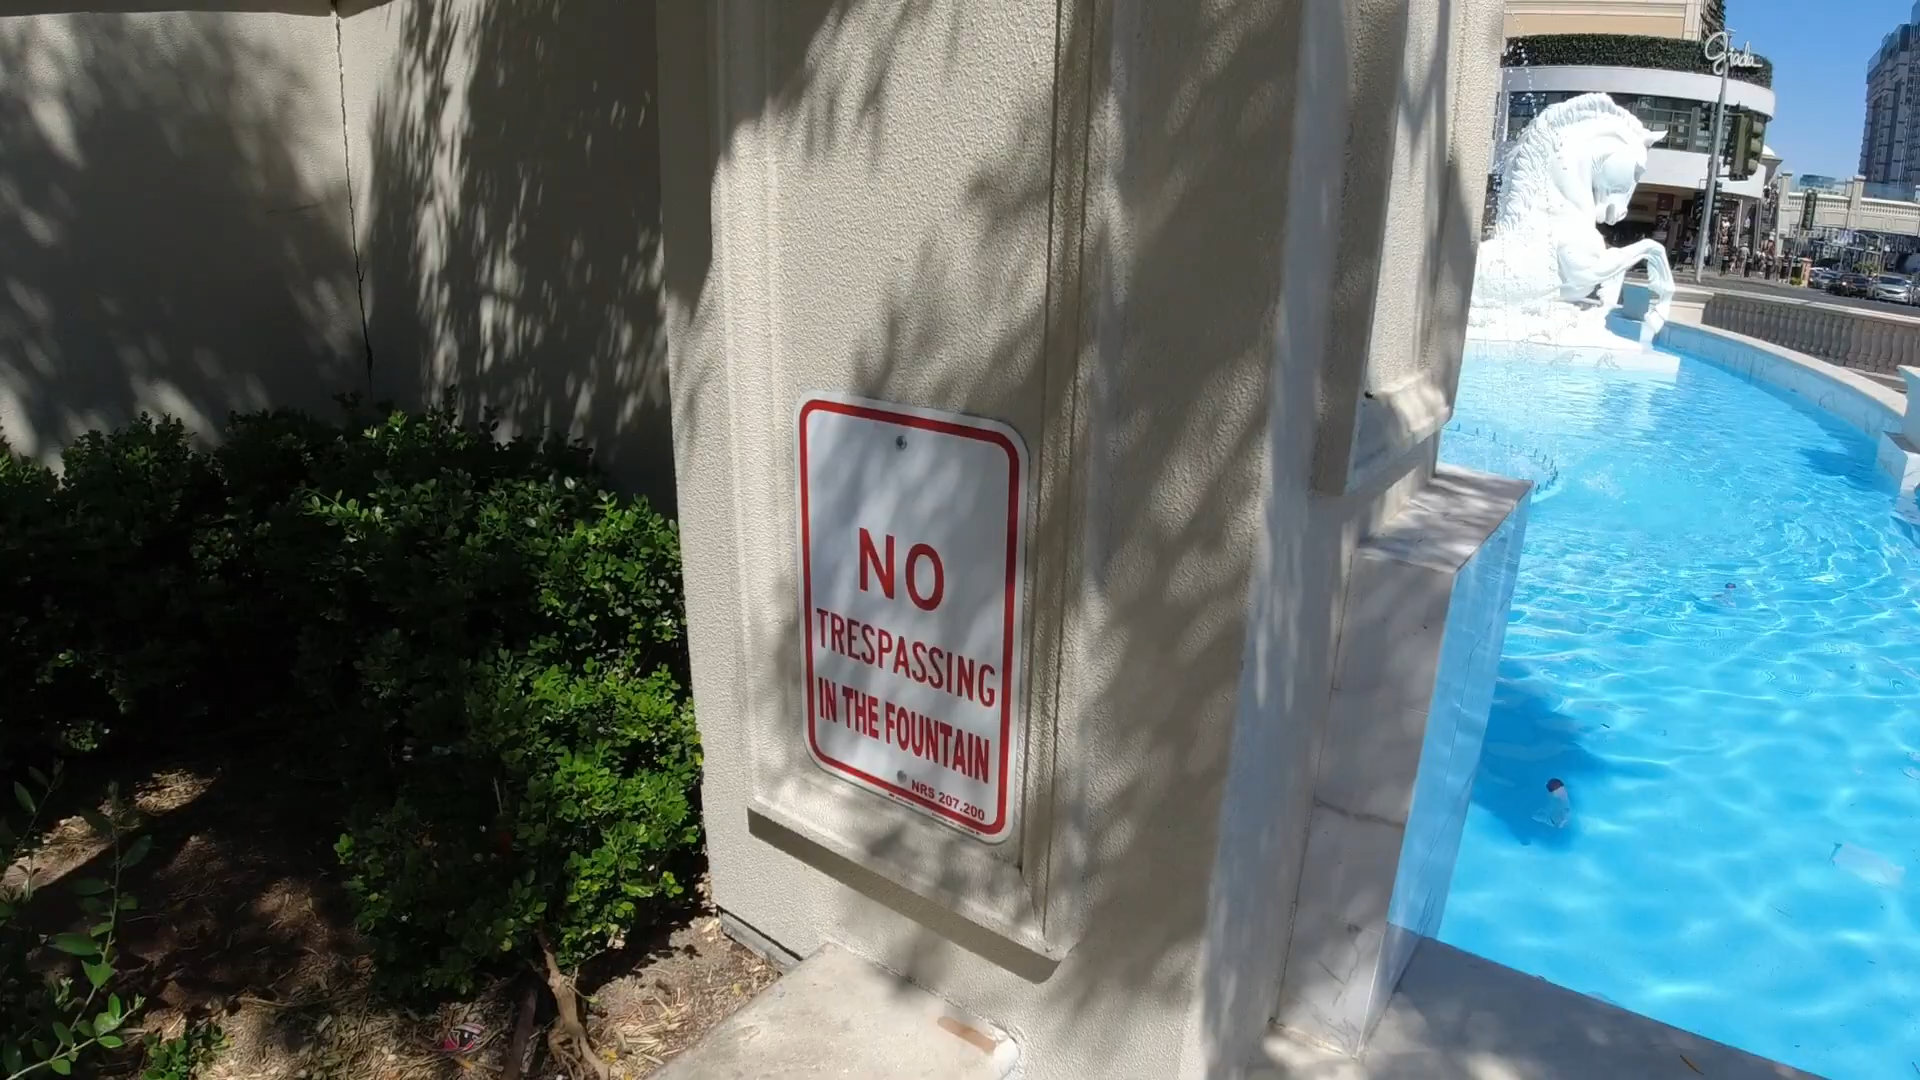 NO
TRESPASSING
IN THE FOUNTAIN
NRS 207.200
Giada